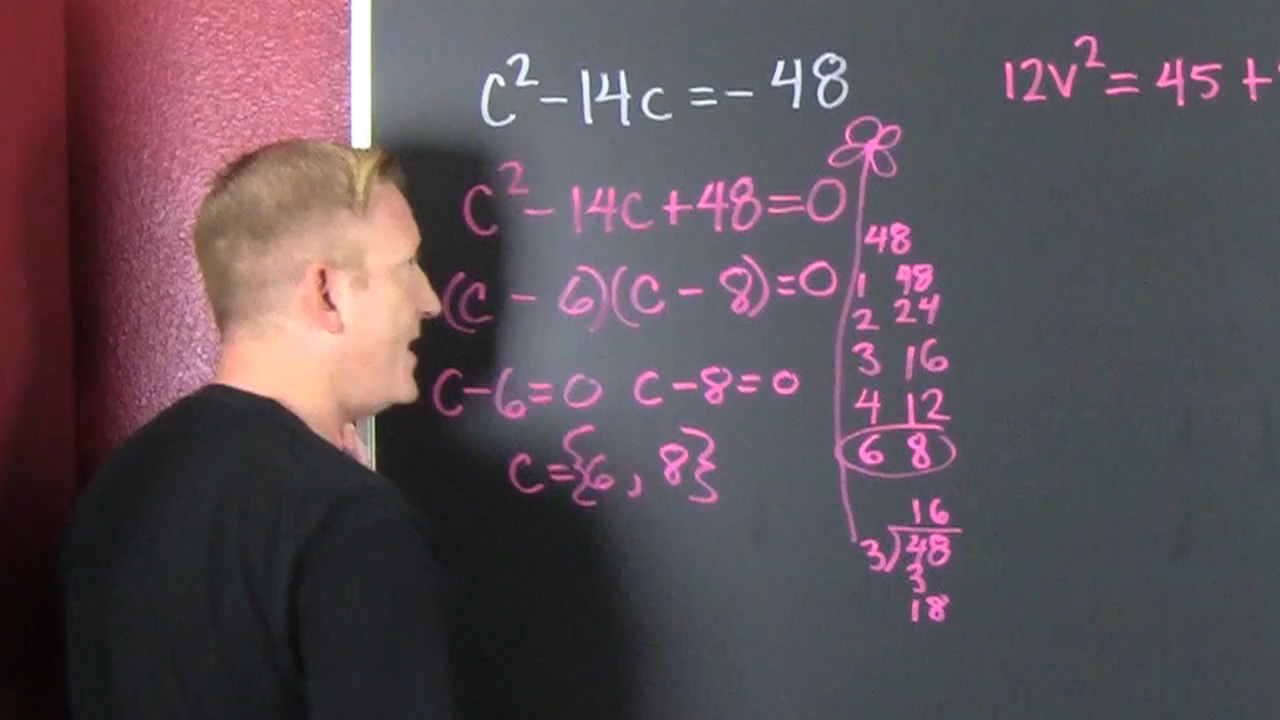 c²-14c=-48
c²-14c+48=0
(c-6)(c-8)=0
c-6=0 c-8=0
c={6, 8}
48
1 48
2 24
3 16
4 12
6 8
16
3)48
3
18
12v²=45+